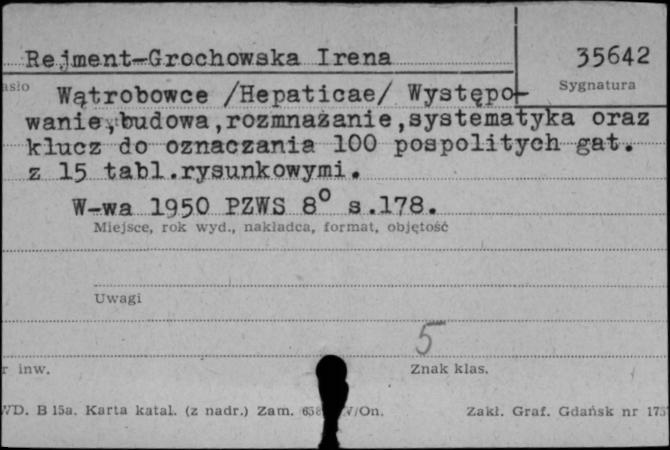 Rejment-Grochowska Irena 35642
Sygnatura
Wątrobowce /Hepaticae/ Występo-
wanie, budowa, rozmnażanie, systematyka oraz
klucz do oznaczania 100 pospolitych gat.
z 15 tabl. rysunkowymi.
W-wa 1950 PZWS 8° s.178.
Miejsce, rok wyd., nakładca, format, objętość
Uwagi
5
inw. Znak klas.
B 15a. Karta katal. (z nadr.) Zam. /On. Zakł. Graf. Gdańsk nr